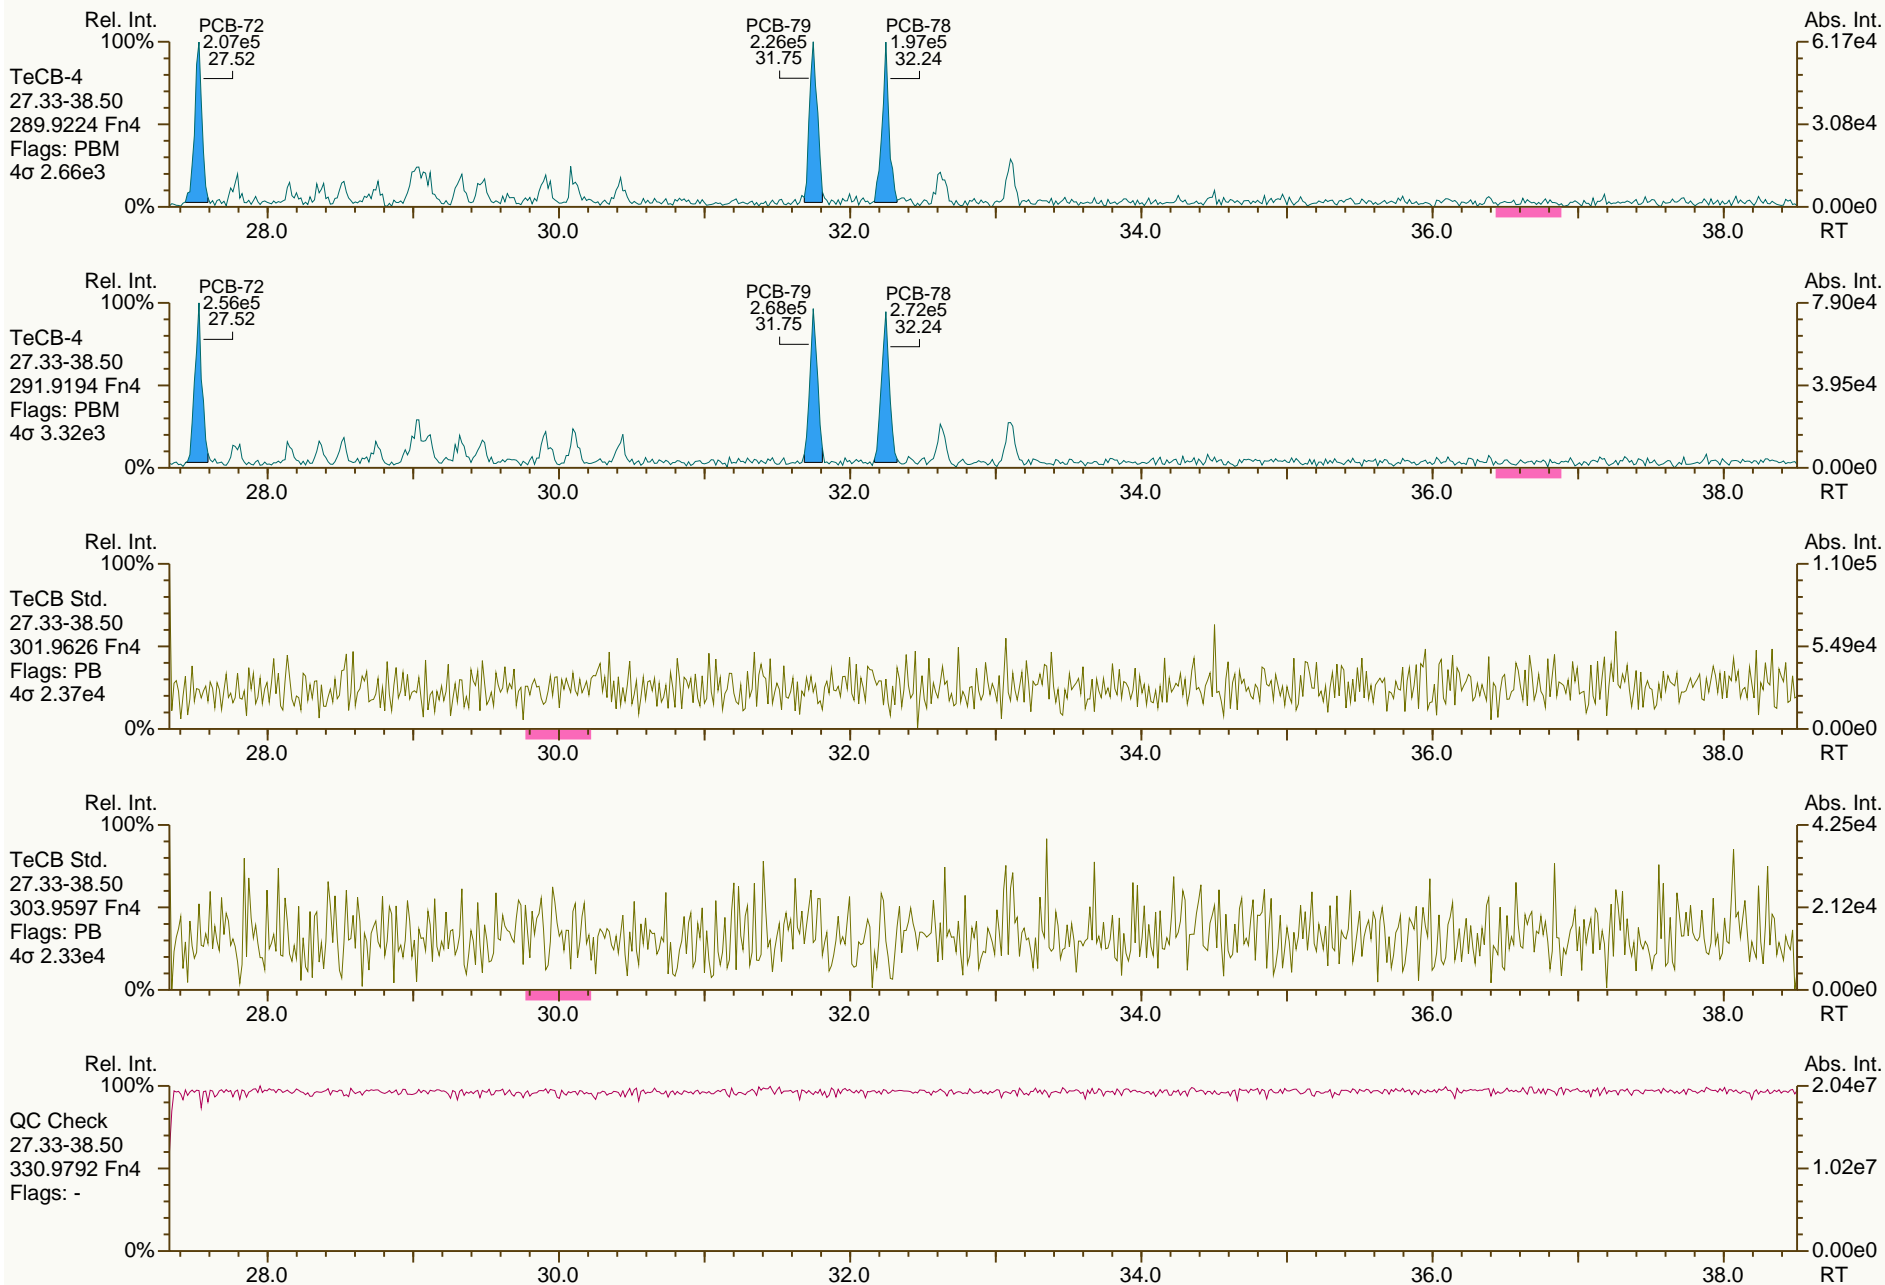 Rel. Int.
Abs. Int.
100%
6.17e4
3.08e4
0%
0.00e0
TeCB-4
27.33-38.50
289.9224 Fn4
Flags: PBM
4σ 2.66e3
PCB-72
2.07e5
27.52
PCB-79
2.26e5
31.75
PCB-78
1.97e5
32.24
28.0 30.0 32.0 34.0 36.0 38.0 RT
Rel. Int.
Abs. Int.
100%
7.90e4
3.95e4
0%
0.00e0
TeCB-4
27.33-38.50
291.9194 Fn4
Flags: PBM
4σ 3.32e3
PCB-72
2.56e5
27.52
PCB-79
2.68e5
31.75
PCB-78
2.72e5
32.24
28.0 30.0 32.0 34.0 36.0 38.0 RT
Rel. Int.
Abs. Int.
100%
1.10e5
5.49e4
0%
0.00e0
TeCB Std.
27.33-38.50
301.9626 Fn4
Flags: PB
4σ 2.37e4
28.0 30.0 32.0 34.0 36.0 38.0 RT
Rel. Int.
Abs. Int.
100%
4.25e4
2.12e4
0%
0.00e0
TeCB Std.
27.33-38.50
303.9597 Fn4
Flags: PB
4σ 2.33e4
28.0 30.0 32.0 34.0 36.0 38.0 RT
Rel. Int.
Abs. Int.
100%
2.04e7
1.02e7
0%
0.00e0
QC Check
27.33-38.50
330.9792 Fn4
Flags: -
28.0 30.0 32.0 34.0 36.0 38.0 RT